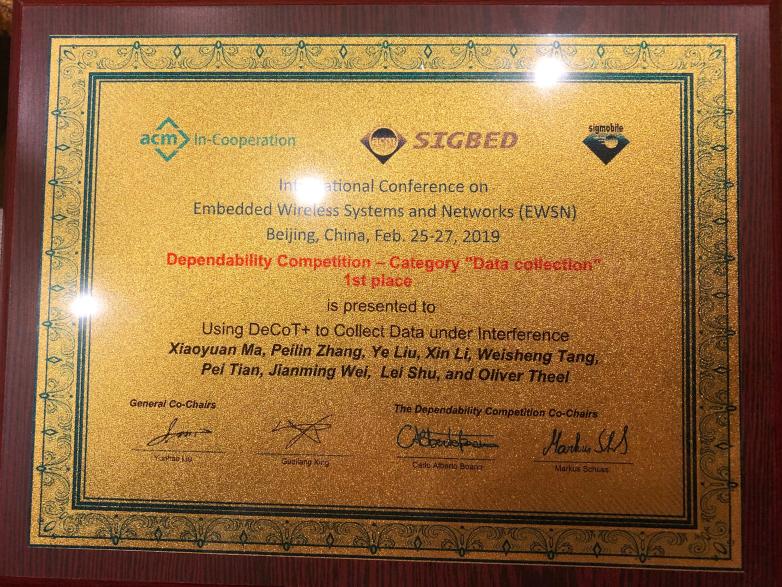 acm In-Cooperation
SIGBED
sigmobile
International Conference on
Embedded Wireless Systems and Networks (EWSN)
Beijing, China, Feb. 25-27, 2019
Dependability Competition – Category "Data collection"
1st place
is presented to
Using DeCoT+ to Collect Data under Interference
Xiaoyuan Ma, Peilin Zhang, Ye Liu, Xin Li, Weisheng Tang,
Pei Tian, Jianming Wei, Lei Shu, and Oliver Theel
General Co-Chairs
The Dependability Competition Co-Chairs
Yunhao Liu
Guoliang Xing
Carlo Alberto Boano
Markus Schuss